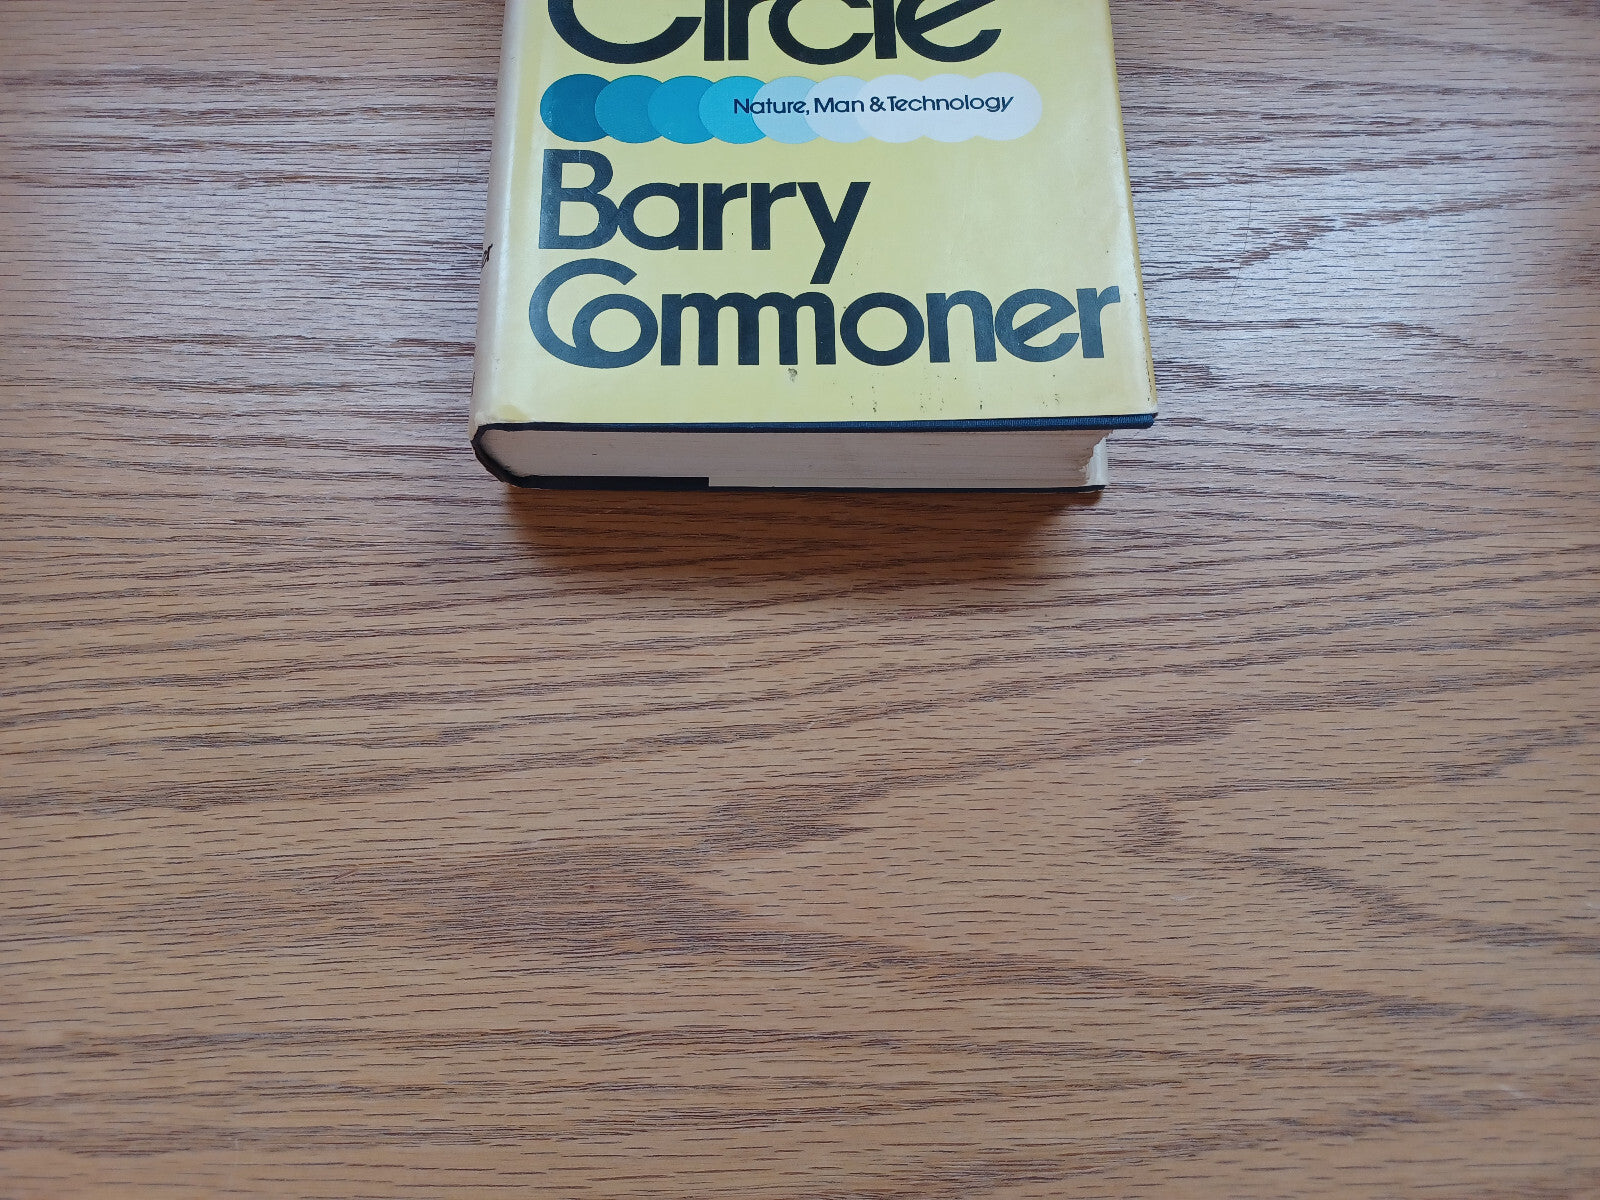 Circle
Nature, Man & Technology
Barry
Commoner